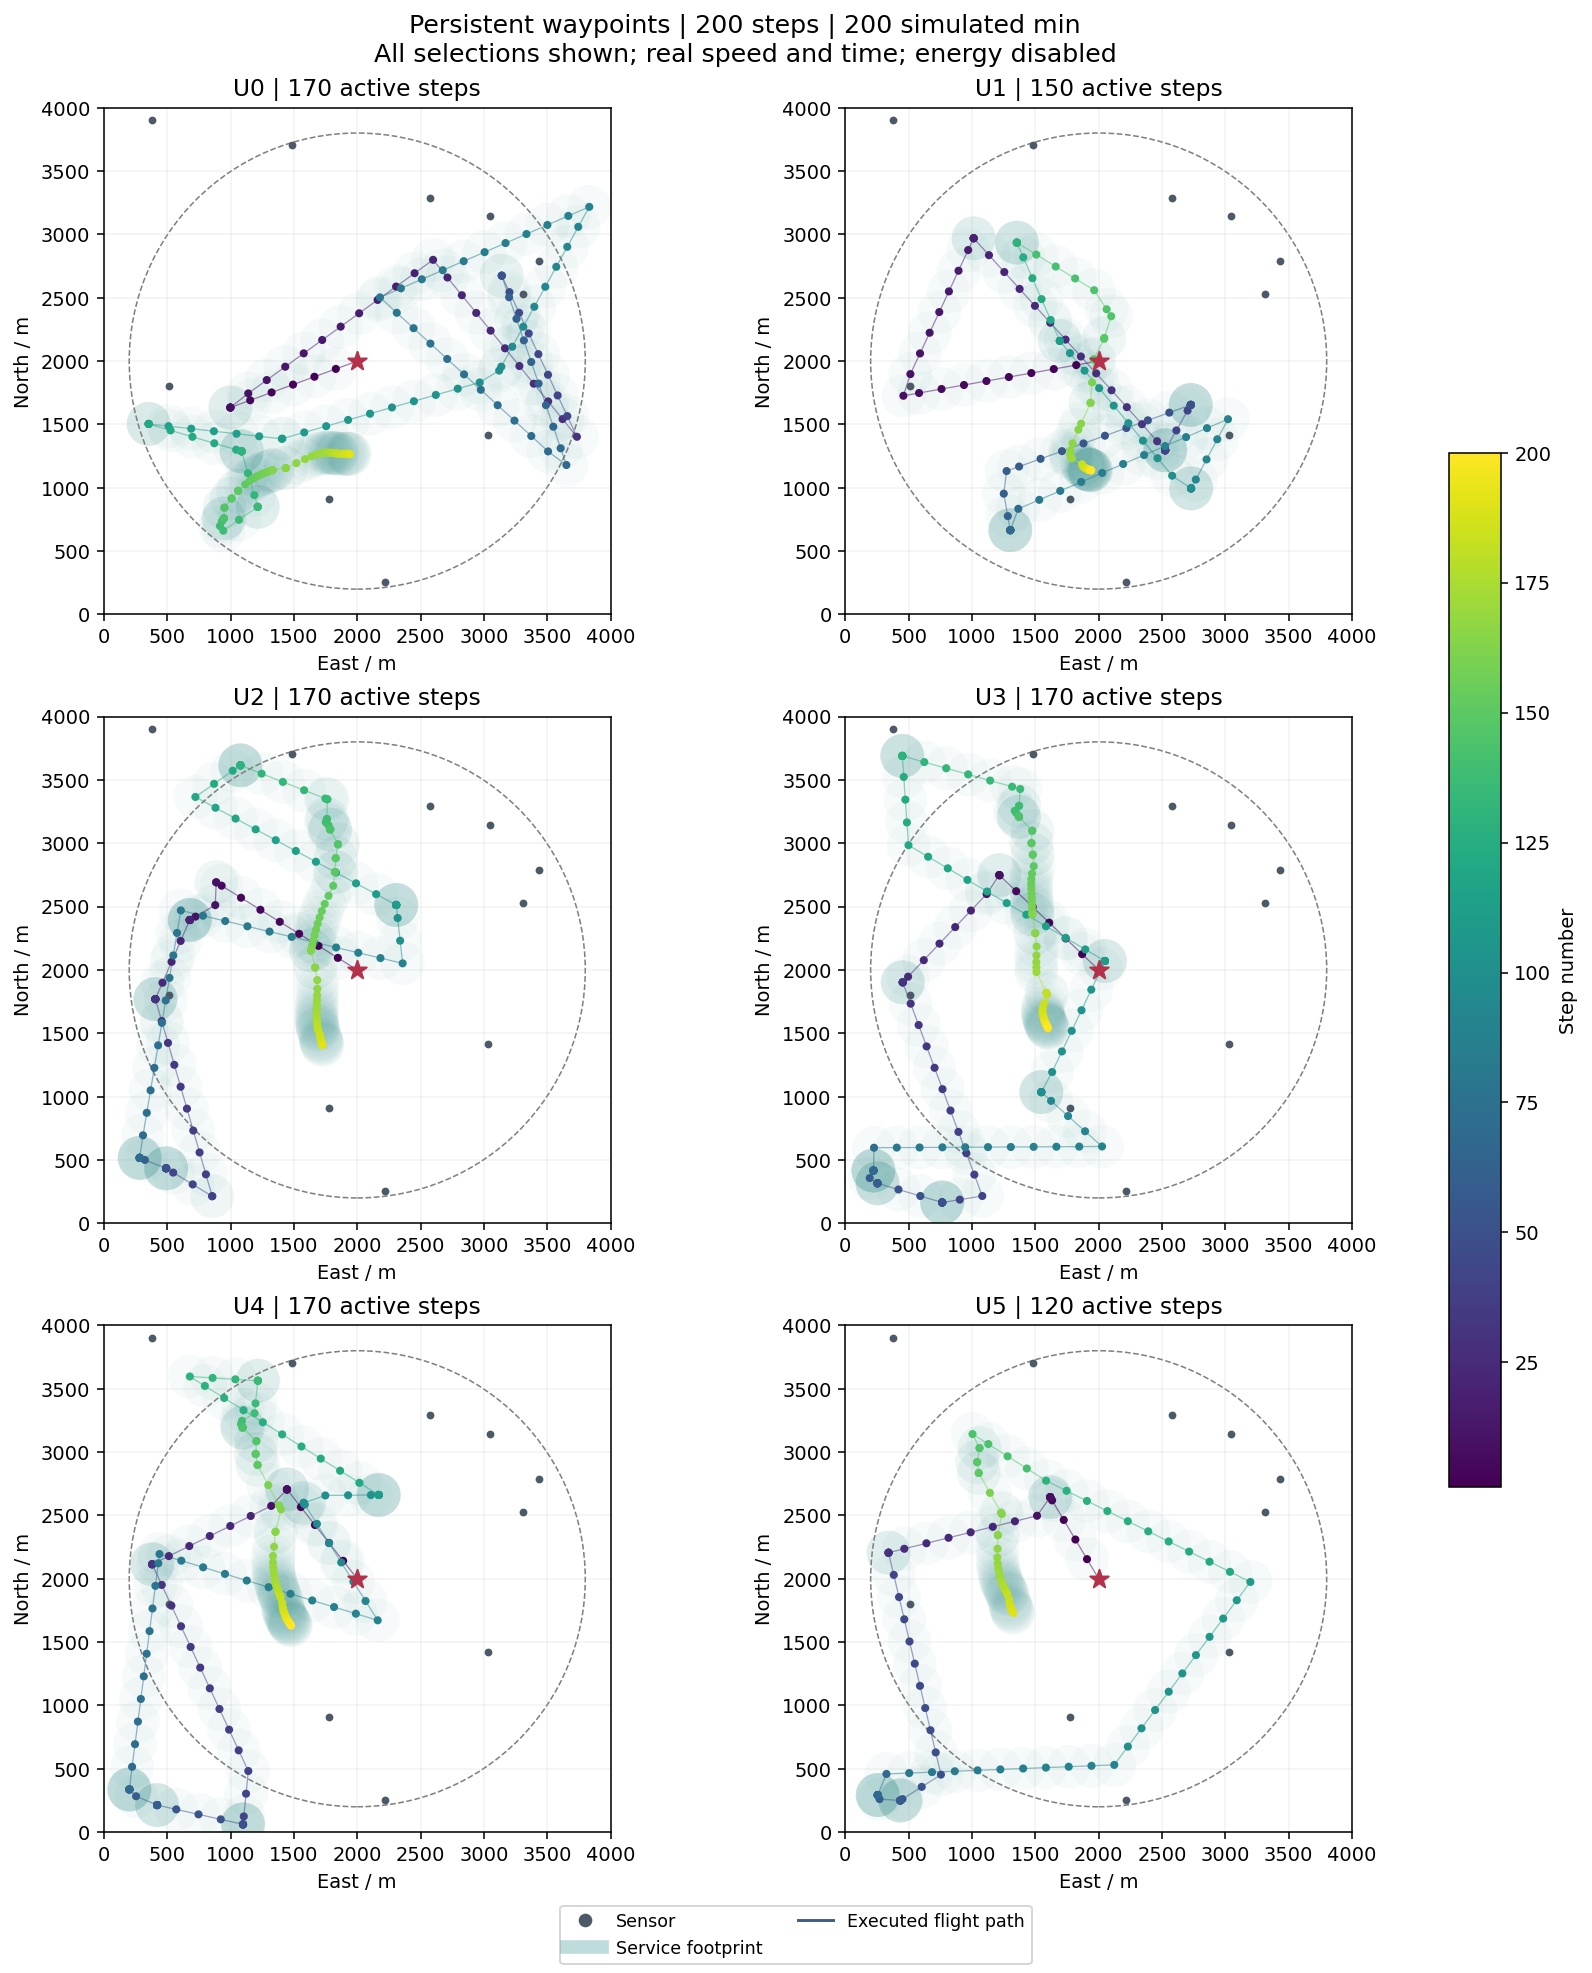 Persistent waypoints | 200 steps | 200 simulated min
All selections shown; real speed and time; energy disabled
U0 | 170 active steps
U1 | 150 active steps
4000
3500
3000
2500
2000
1500
1000
500
0
North / m
0 500 1000 1500 2000 2500 3000 3500 4000
East / m
4000
3500
3000
2500
2000
1500
1000
500
0
North / m
0 500 1000 1500 2000 2500 3000 3500 4000
East / m
U2 | 170 active steps
U3 | 170 active steps
4000
3500
3000
2500
2000
1500
1000
500
0
North / m
0 500 1000 1500 2000 2500 3000 3500 4000
East / m
4000
3500
3000
2500
2000
1500
1000
500
0
North / m
0 500 1000 1500 2000 2500 3000 3500 4000
East / m
U4 | 170 active steps
U5 | 120 active steps
4000
3500
3000
2500
2000
1500
1000
500
0
North / m
0 500 1000 1500 2000 2500 3000 3500 4000
East / m
4000
3500
3000
2500
2000
1500
1000
500
0
North / m
0 500 1000 1500 2000 2500 3000 3500 4000
East / m
200
175
150
125
100
75
50
25
Step number
Sensor
Service footprint
Executed flight path